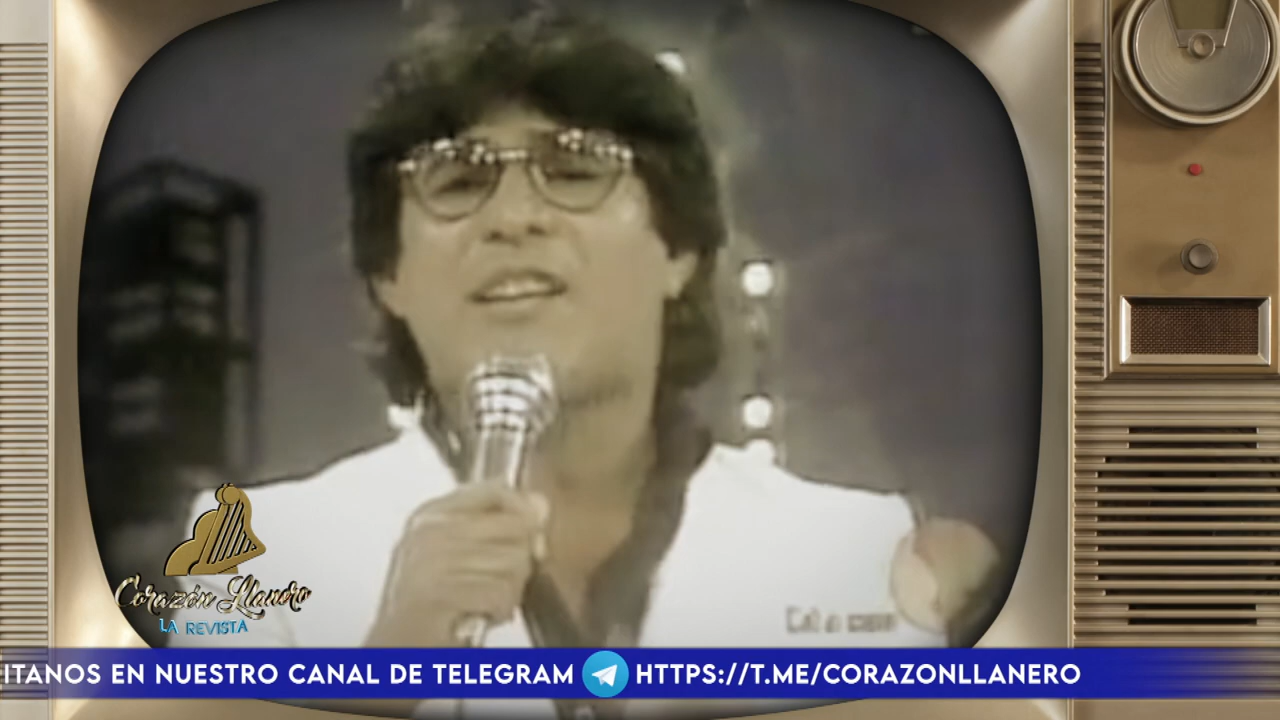 Corazón Llanero
LA REVISTA
ITANOS EN NUESTRO CANAL DE TELEGRAM HTTPS://T.ME/CORAZONLLANERO